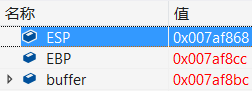 名称 值
ESP 0x007af868
EBP 0x007af8cc
buffer 0x007af8bc